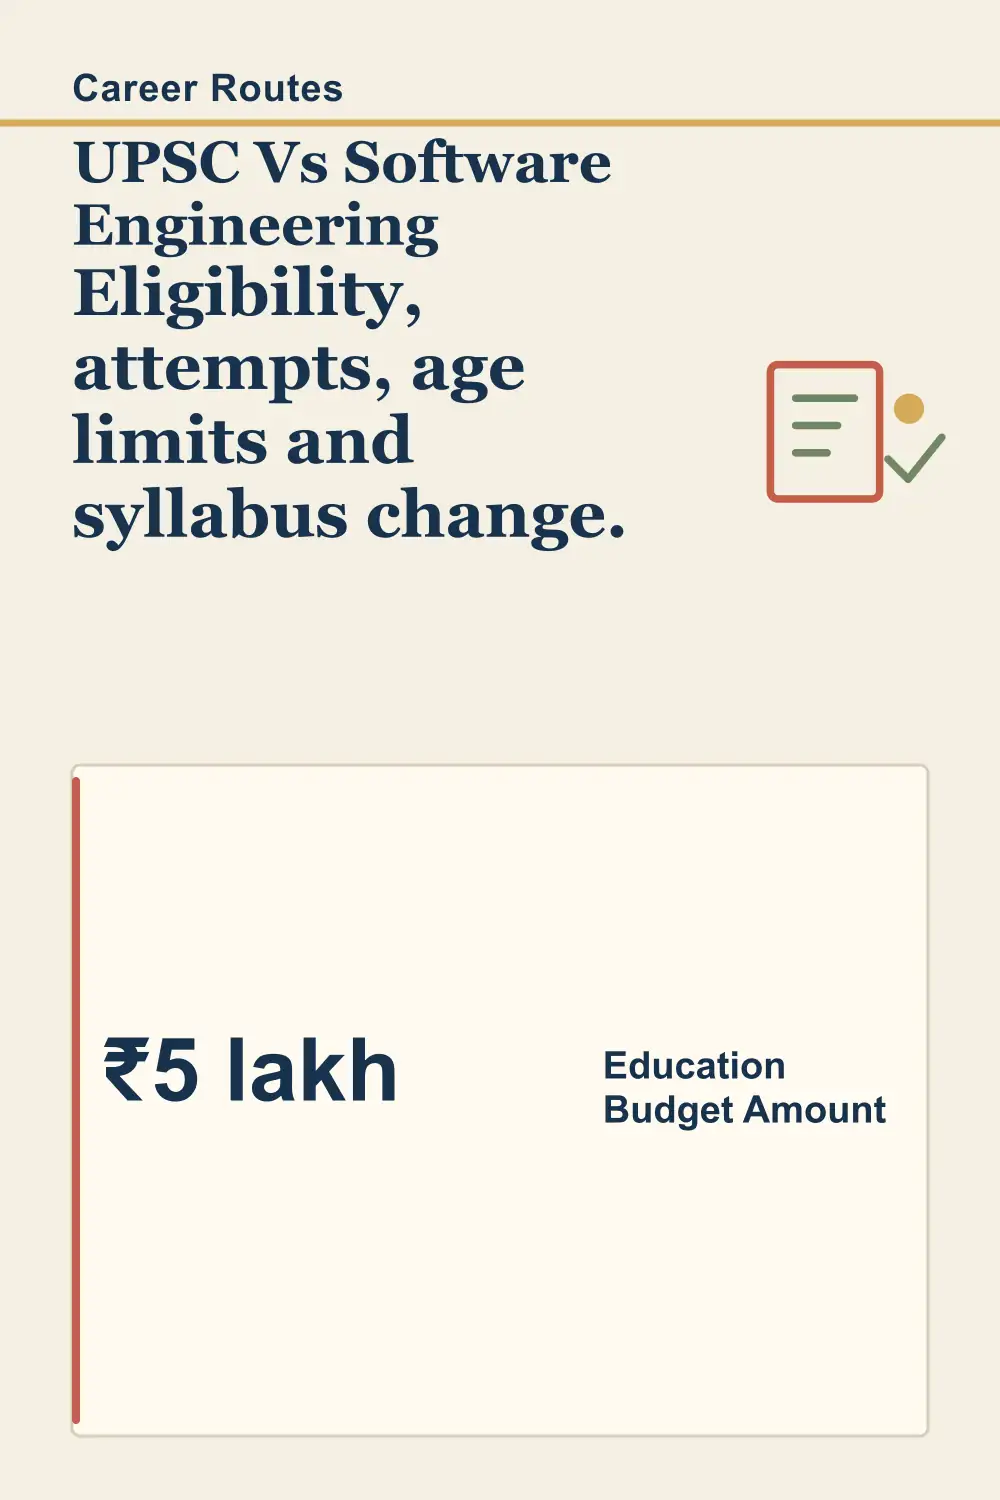 Career Routes
UPSC Vs Software
Engineering
Eligibility,
attempts, age
limits and
syllabus change.
₹5 lakh
Education
Budget Amount